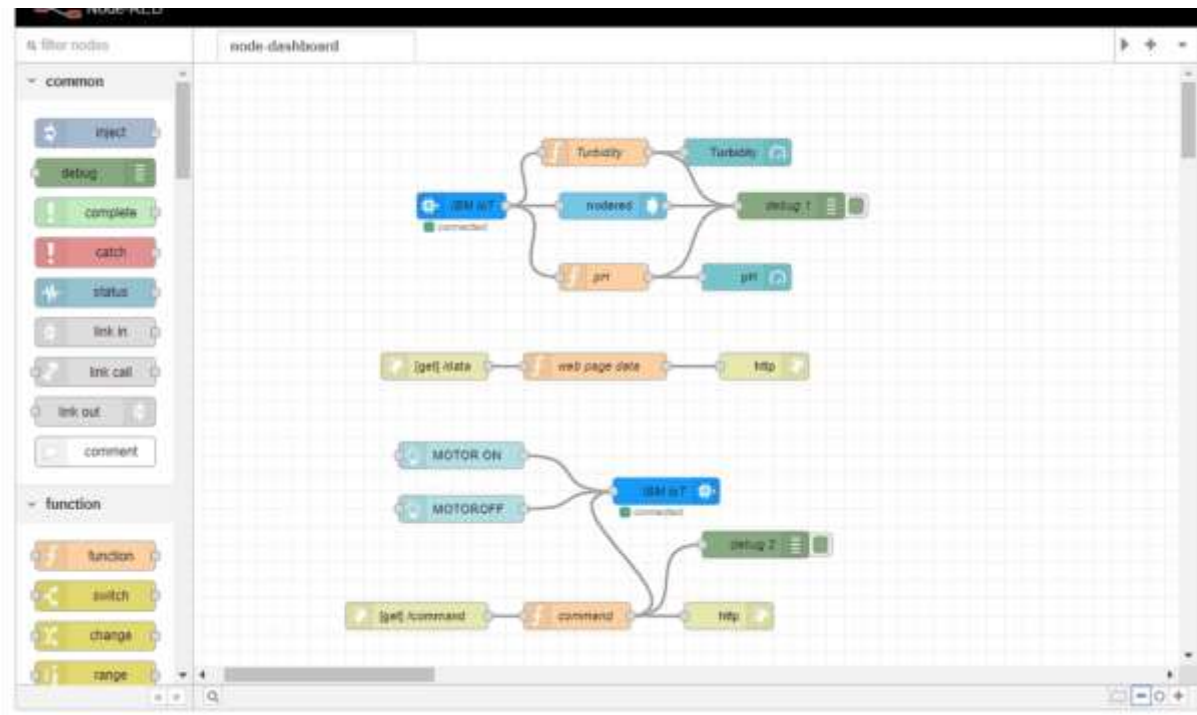 Node-RED
filter nodes
node-dashboard
common
inject
debug
complete
catch
status
link in
link call
link out
comment
function
function
switch
change
range
Turbidity
Turbidity
IBM IoT
connected
nodered
debug 1
pH
pH
[get] /data
web page data
http
MOTOR ON
MOTOROFF
IBM IoT
connected
debug 2
[get] /command
command
http